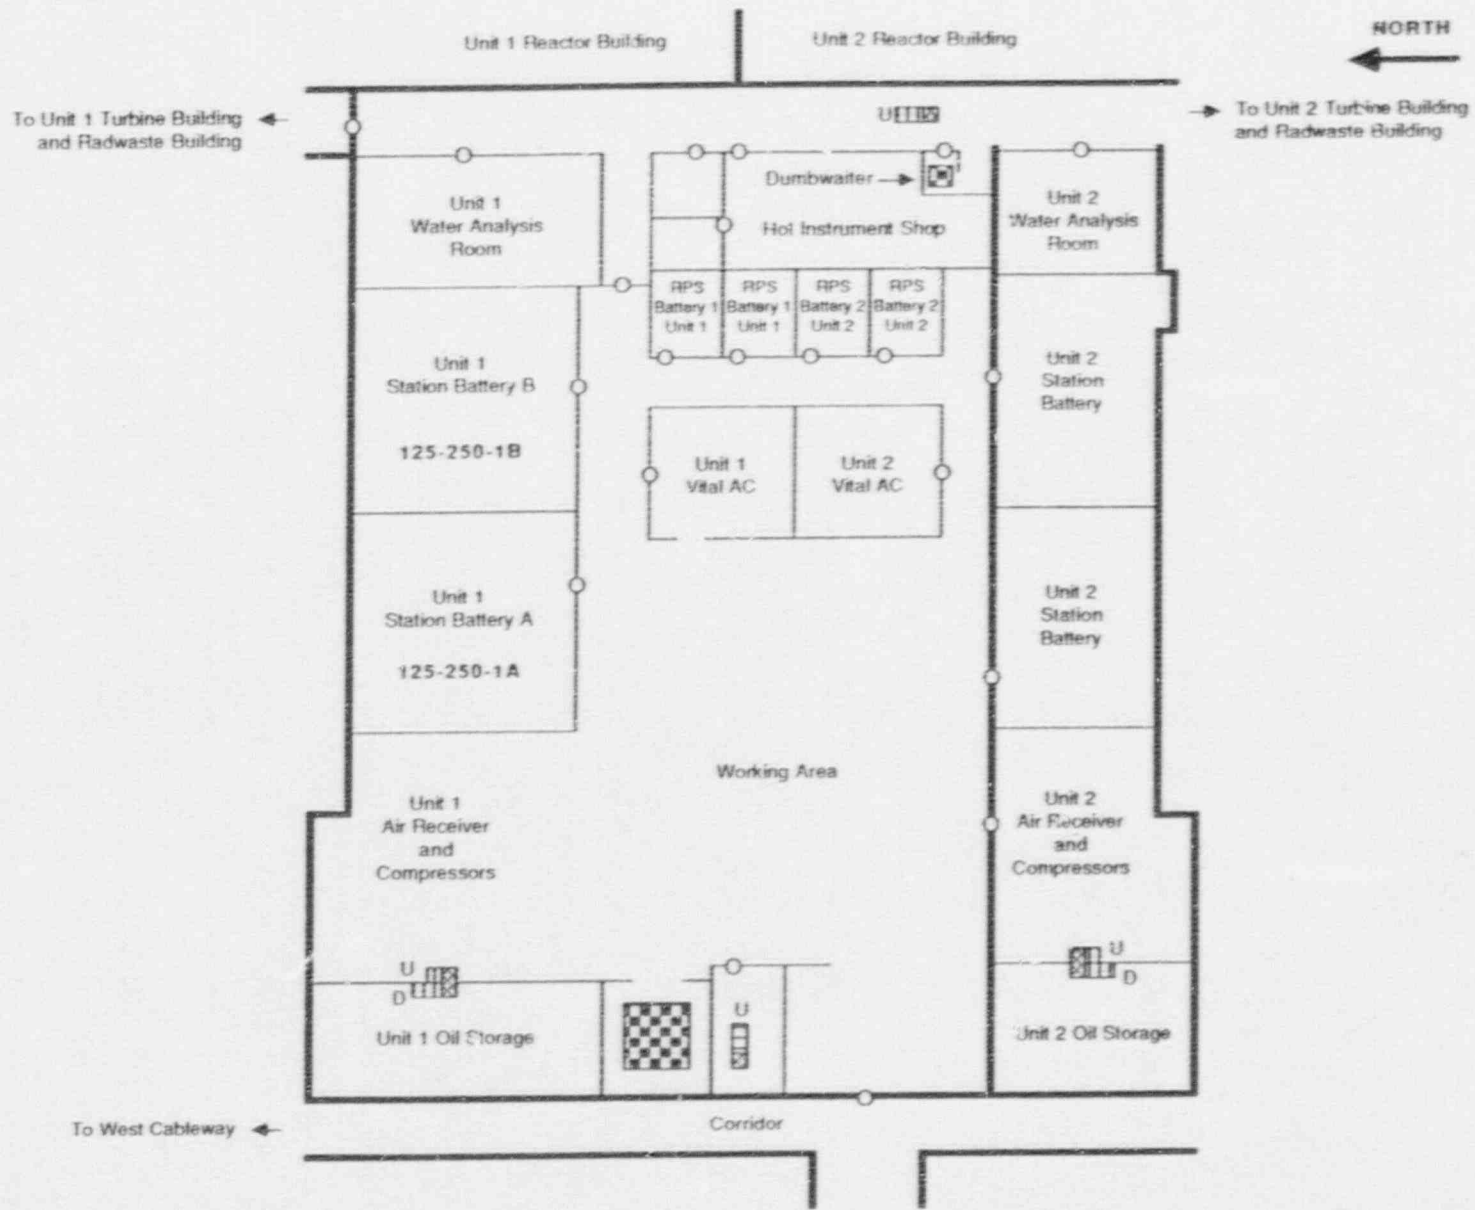 Unit 1 Reactor Building
Unit 2 Reactor Building
NORTH
To Unit 1 Turbine Building
and Radwaste Building
U
To Unit 2 Turbine Building
and Radwaste Building
Dumbwaiter
Unit 1
Water Analysis
Room
Hot Instrument Shop
Unit 2
Water Analysis
Room
RPS
Battery 1
Unit 1
RPS
Battery 1
Unit 1
RPS
Battery 2
Unit 2
RPS
Battery 2
Unit 2
Unit 1
Station Battery B
125-250-1B
Unit 2
Station
Battery
Unit 1
Vital AC
Unit 2
Vital AC
Unit 1
Station Battery A
125-250-1A
Unit 2
Station
Battery
Working Area
Unit 1
Air Receiver
and
Compressors
Unit 2
Air Receiver
and
Compressors
U
D
U
D
Unit 1 Oil Storage
U
Unit 2 Oil Storage
To West Cableway
Corridor